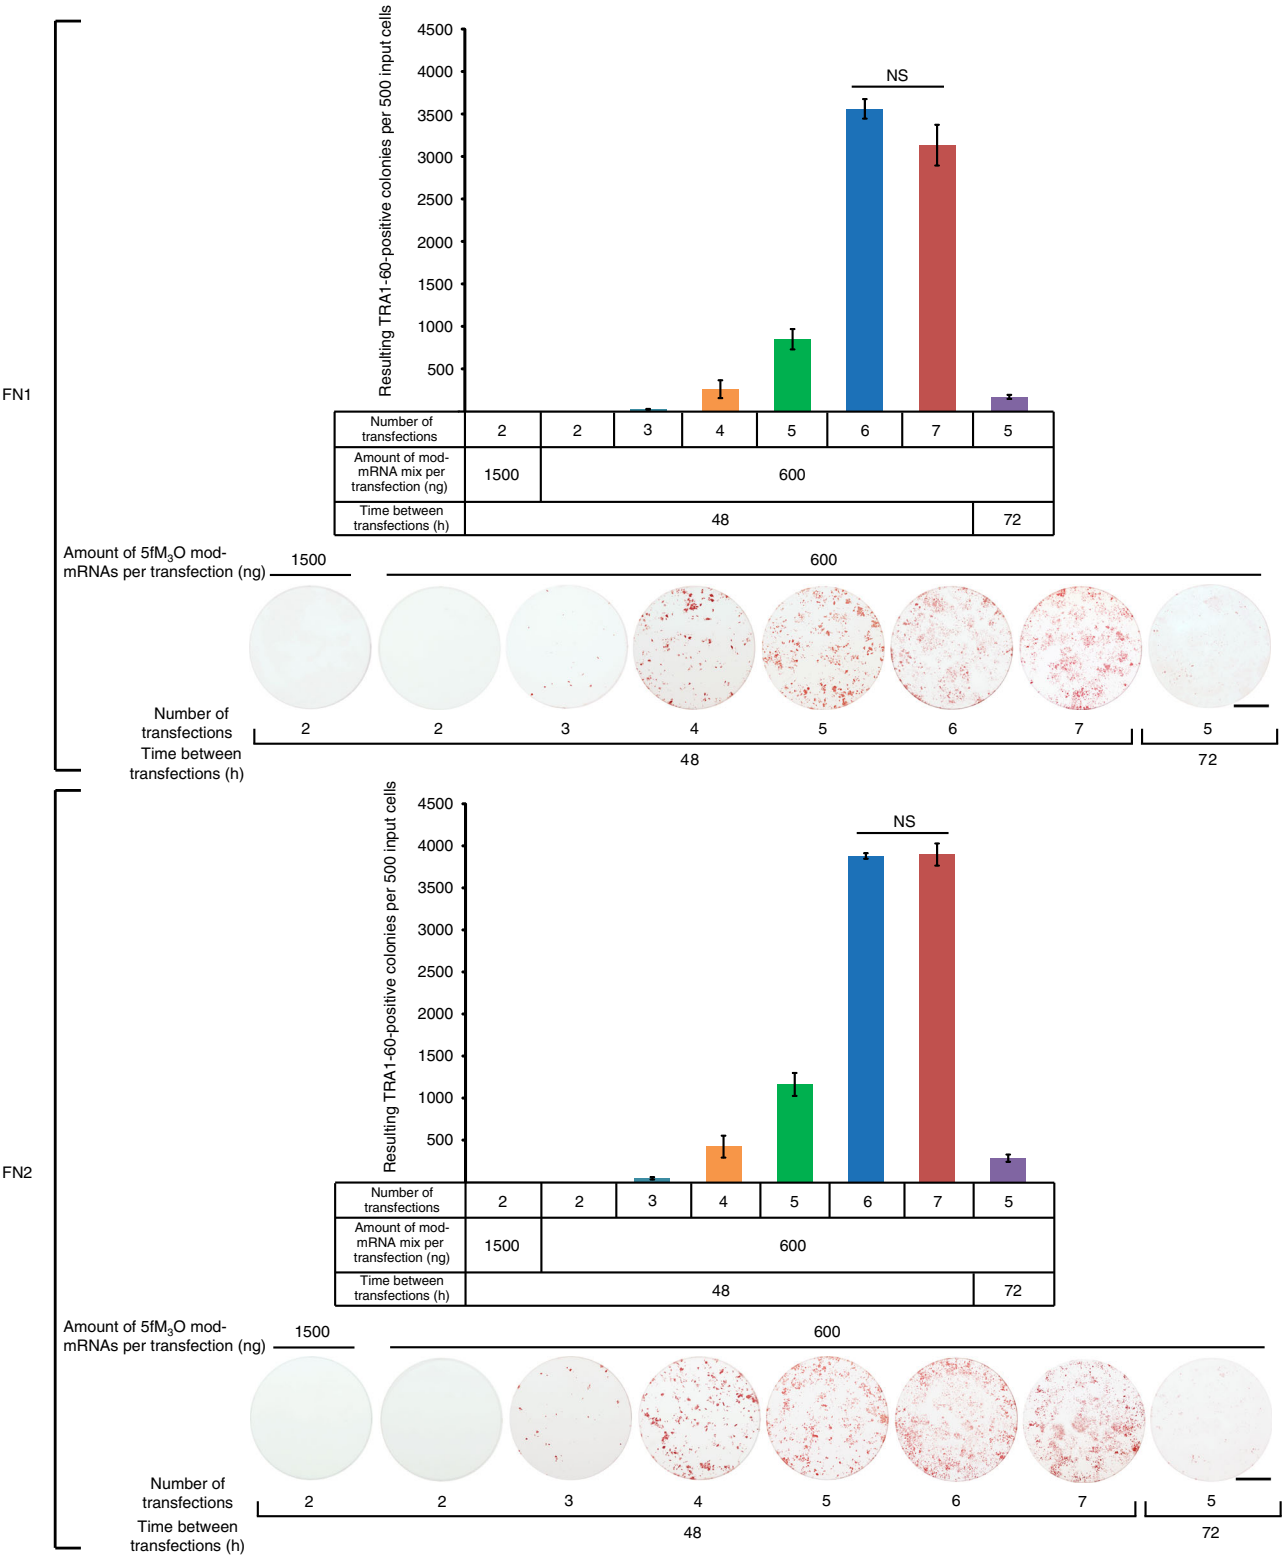 FN1
Resulting TRA1-60-positive colonies per 500 input cells
4500
4000
3500
3000
2500
2000
1500
1000
500
NS
Number of
transfections
2 2 3 4 5 6 7 5
Amount of mod-
mRNA mix per
transfection (ng)
1500 600
Time between
transfections (h)
48 72
Amount of 5fM₃O mod-
mRNAs per transfection (ng)
1500 600
Number of
transfections
2 2 3 4 5 6 7 5
Time between
transfections (h)
48 72
FN2
Resulting TRA1-60-positive colonies per 500 input cells
4500
4000
3500
3000
2500
2000
1500
1000
500
NS
Number of
transfections
2 2 3 4 5 6 7 5
Amount of mod-
mRNA mix per
transfection (ng)
1500 600
Time between
transfections (h)
48 72
Amount of 5fM₃O mod-
mRNAs per transfection (ng)
1500 600
Number of
transfections
2 2 3 4 5 6 7 5
Time between
transfections (h)
48 72